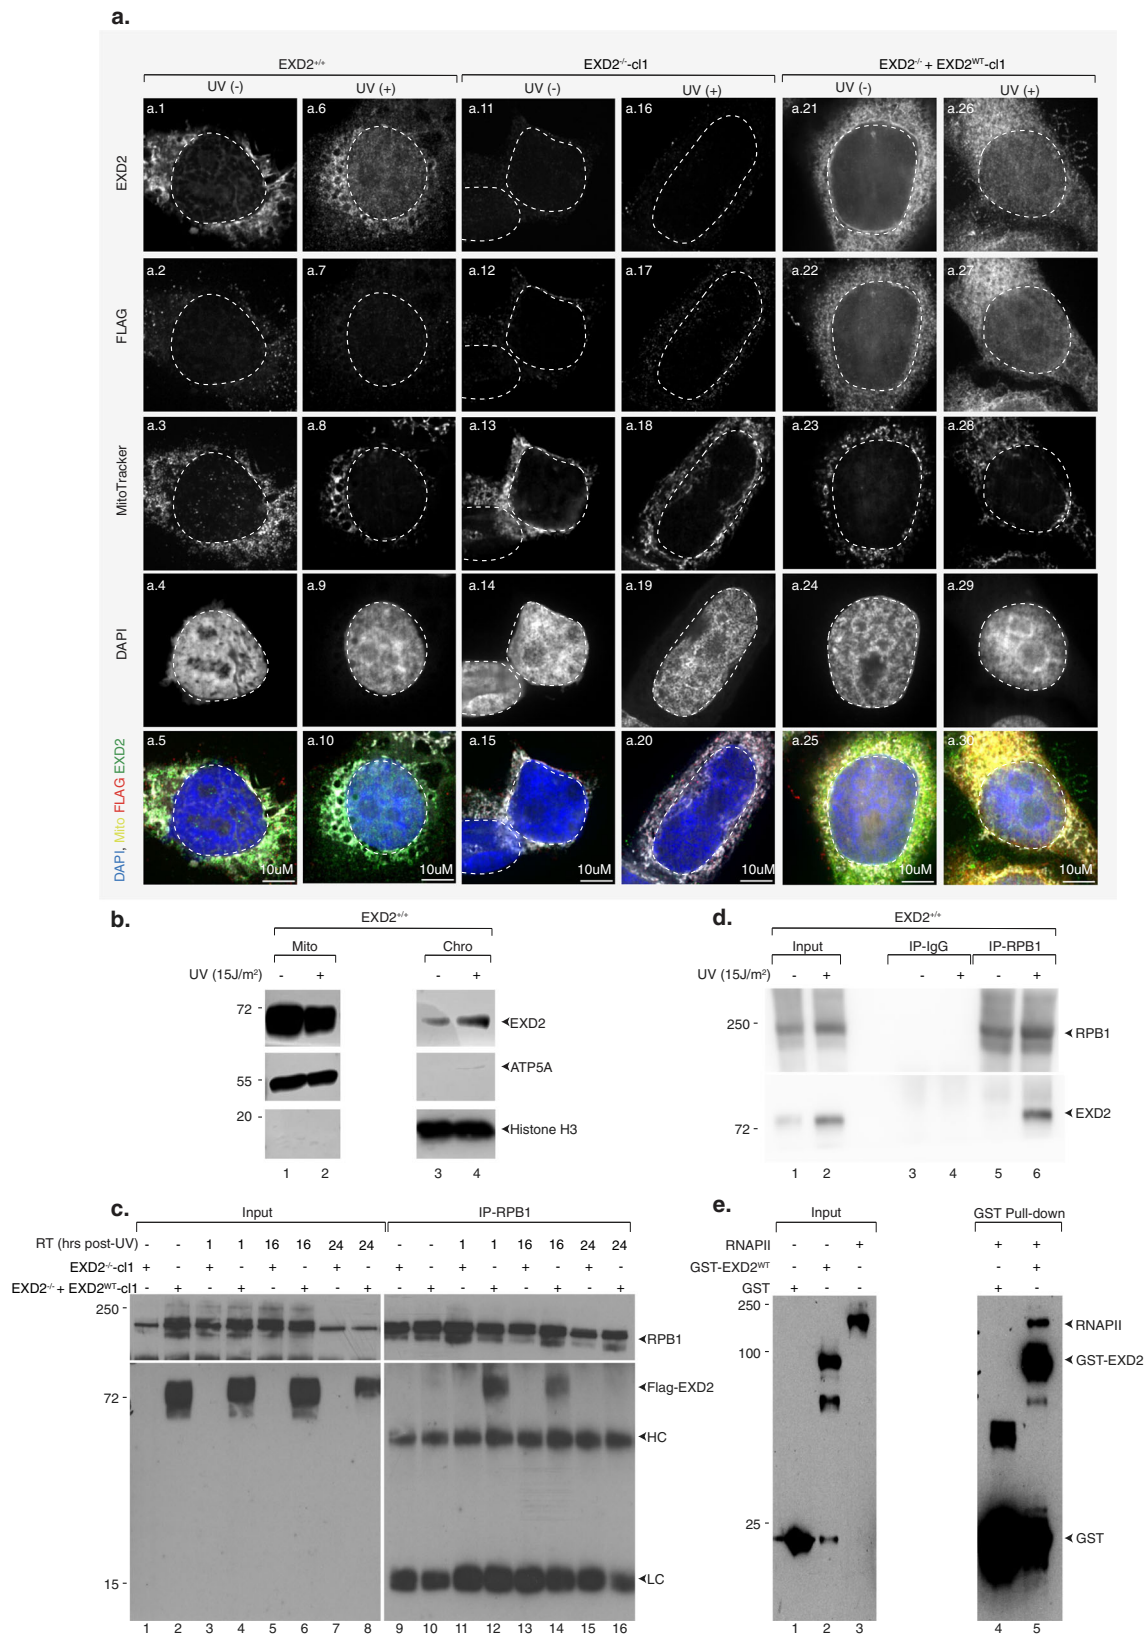 a.
EXD2+/+ EXD2-/--cl1 EXD2-/- + EXD2WT-cl1
UV (-) UV (+) UV (-) UV (+) UV (-) UV (+)
EXD2
a.1 a.6 a.11 a.16 a.21 a.26
FLAG
a.2 a.7 a.12 a.17 a.22 a.27
MitoTracker
a.3 a.8 a.13 a.18 a.23 a.28
DAPI
a.4 a.9 a.14 a.19 a.24 a.29
DAPI, Mito FLAG EXD2
a.5 a.10 a.15 a.20 a.25 a.30
10uM 10uM 10uM 10uM 10uM 10uM
b.
EXD2+/+
Mito Chro
UV (15J/m²) - + - +
72 - EXD2
55 - ATP5A
20 - Histone H3
1 2 3 4
d.
EXD2+/+
Input IP-IgG IP-RPB1
UV (15J/m²) - + - + - +
250 - RPB1
72 - EXD2
1 2 3 4 5 6
c.
Input IP-RPB1
RT (hrs post-UV) - - 1 1 16 16 24 24 - - 1 1 16 16 24 24
EXD2-/--cl1 + - + - + - + - + - + - + - + -
EXD2-/- + EXD2WT-cl1 - + - + - + - + - + - + - + - +
250 - RPB1
72 - Flag-EXD2
HC
15 - LC
1 2 3 4 5 6 7 8 9 10 11 12 13 14 15 16
e.
Input GST Pull-down
RNAPII - - + + +
GST-EXD2WT - + - - +
GST + - - + -
250 - RNAPII
100 - GST-EXD2
25 - GST
1 2 3 4 5